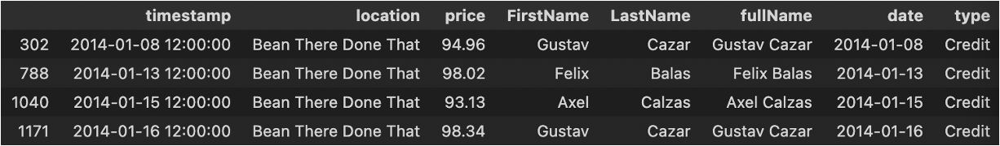 timestamp location price FirstName LastName fullName date type
302 2014-01-08 12:00:00 Bean There Done That 94.96 Gustav Cazar Gustav Cazar 2014-01-08 Credit
788 2014-01-13 12:00:00 Bean There Done That 98.02 Felix Balas Felix Balas 2014-01-13 Credit
1040 2014-01-15 12:00:00 Bean There Done That 93.13 Axel Calzas Axel Calzas 2014-01-15 Credit
1171 2014-01-16 12:00:00 Bean There Done That 98.34 Gustav Cazar Gustav Cazar 2014-01-16 Credit